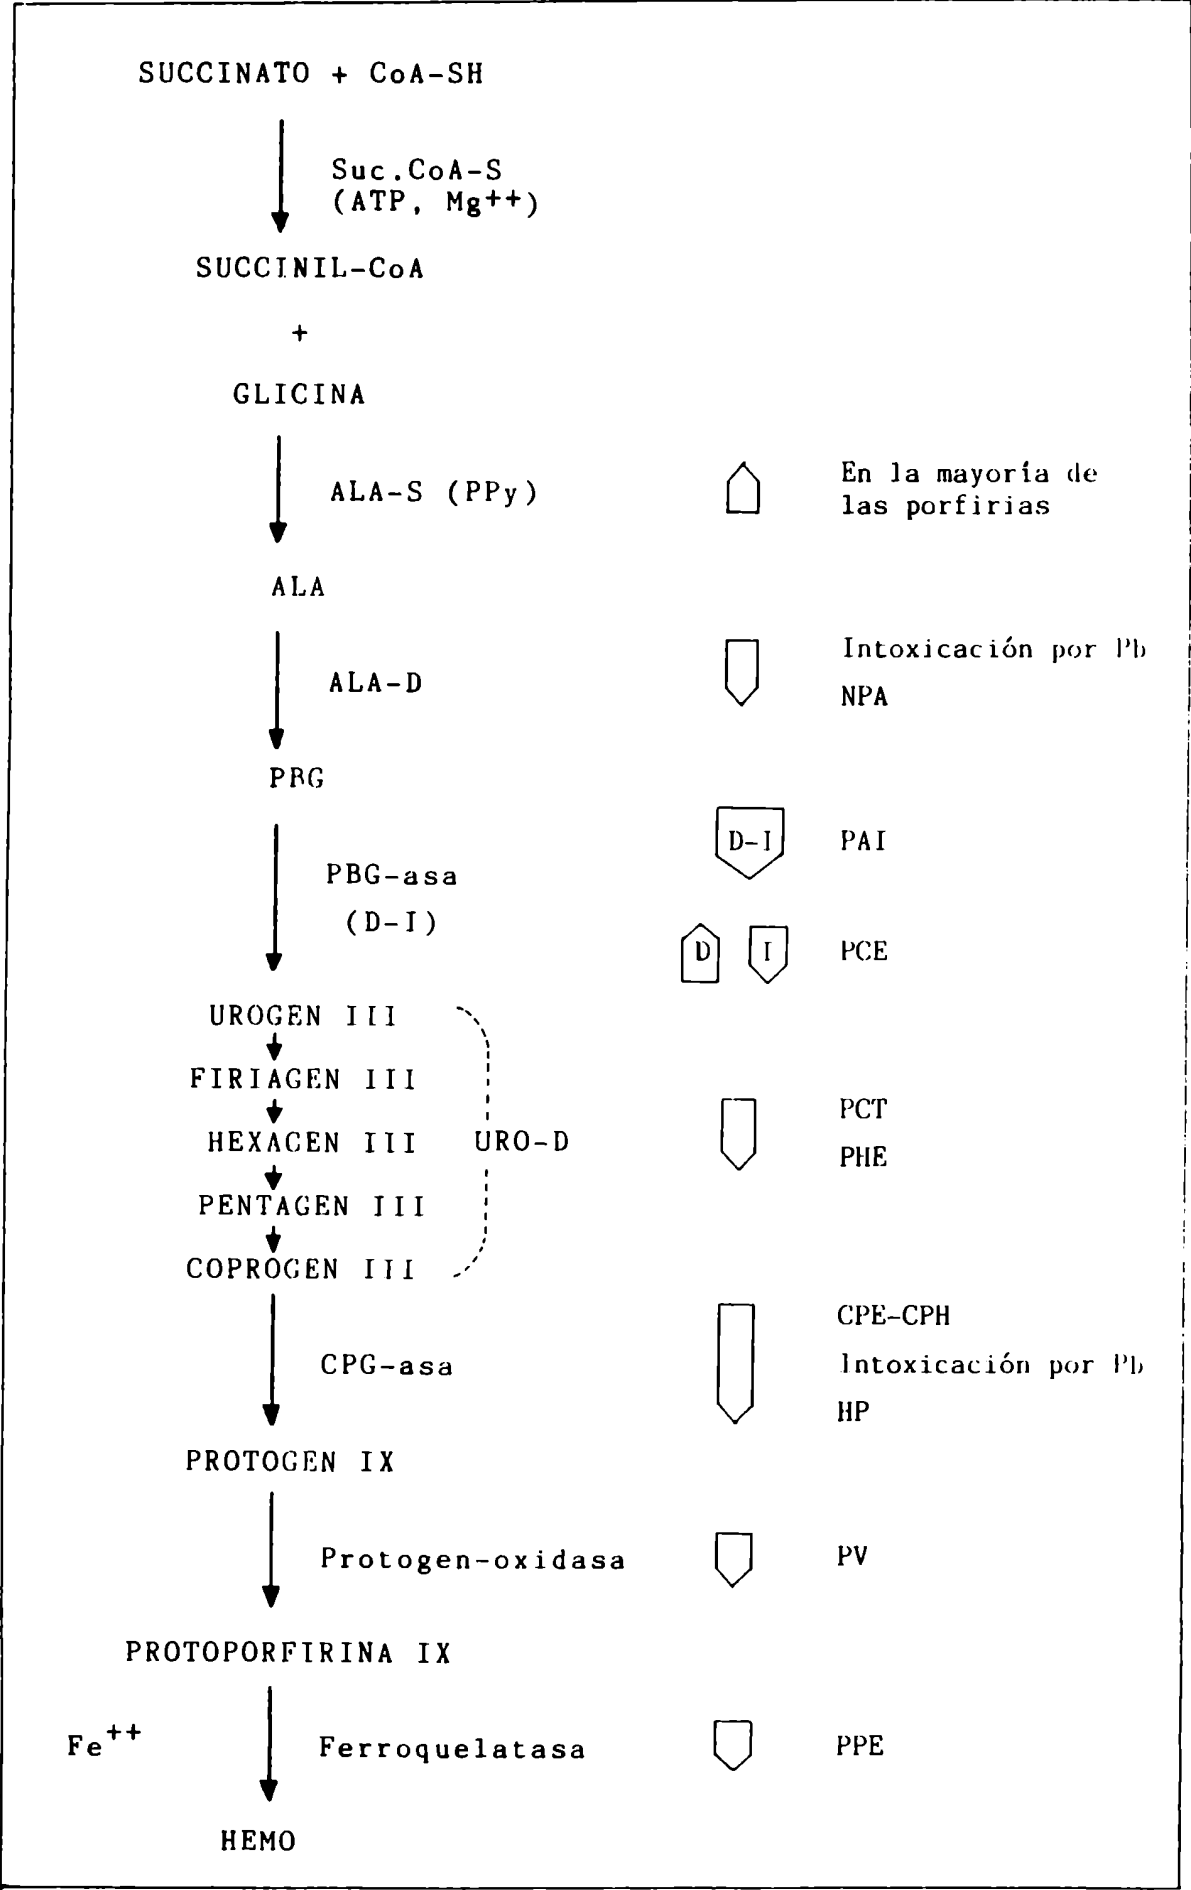 SUCCINATO + CoA-SH
Suc.CoA-S
(ATP, Mg++)
SUCCINIL-CoA
+
GLICINA
ALA-S (PPy)
En la mayoría de
las porfirias
ALA
ALA-D
Intoxicación por Pb
NPA
PBG
PBG-asa
(D-I)
D-I
PAI
D
I
PCE
UROGEN III
FIRIAGEN III
HEXAGEN III
URO-D
PCT
PHE
PENTAGEN III
COPROGEN III
CPG-asa
CPE-CPH
Intoxicación por Pb
HP
PROTOGEN IX
Protogen-oxidasa
PV
PROTOPORFIRINA IX
Fe++
Ferroquelatasa
PPE
HEMO